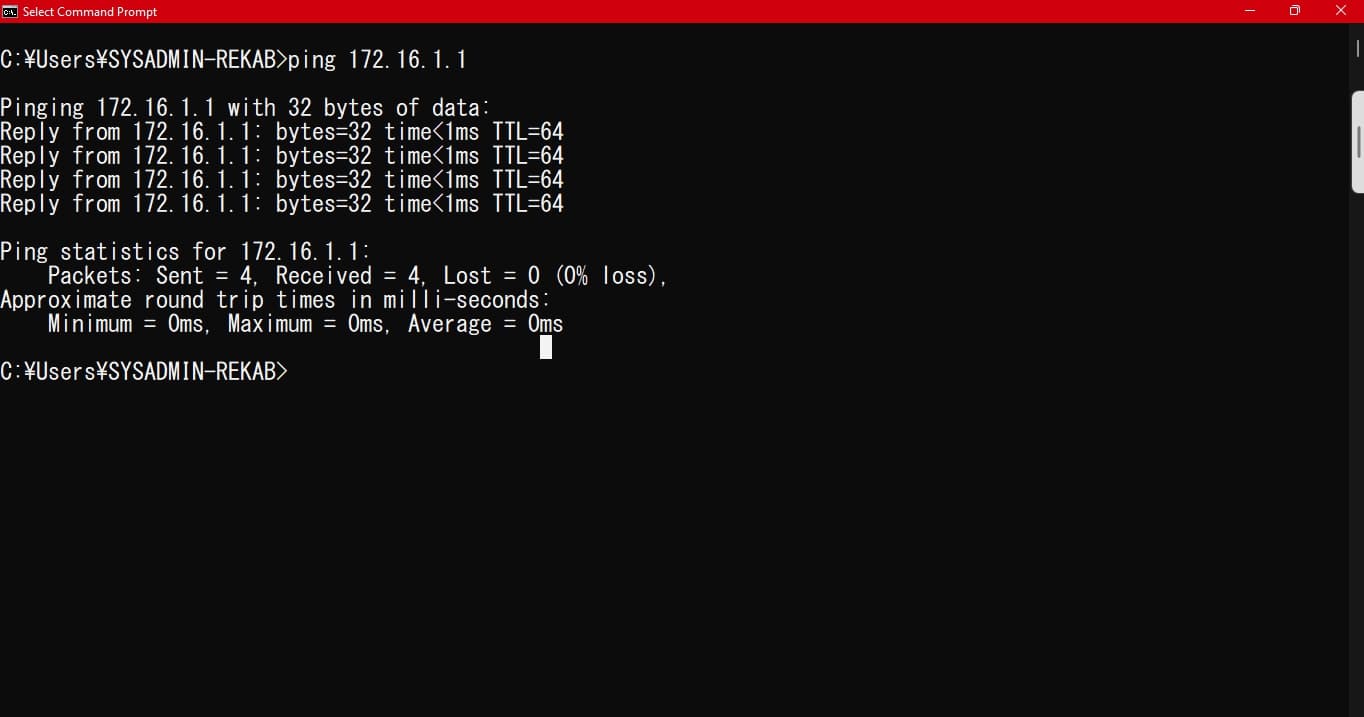 Select Command Prompt
C:¥Users¥SYSADMIN-REKAB>ping 172.16.1.1
Pinging 172.16.1.1 with 32 bytes of data:
Reply from 172.16.1.1: bytes=32 time<1ms TTL=64
Reply from 172.16.1.1: bytes=32 time<1ms TTL=64
Reply from 172.16.1.1: bytes=32 time<1ms TTL=64
Reply from 172.16.1.1: bytes=32 time<1ms TTL=64
Ping statistics for 172.16.1.1:
Packets: Sent = 4, Received = 4, Lost = 0 (0% loss),
Approximate round trip times in milli-seconds:
Minimum = 0ms, Maximum = 0ms, Average = 0ms
C:¥Users¥SYSADMIN-REKAB>